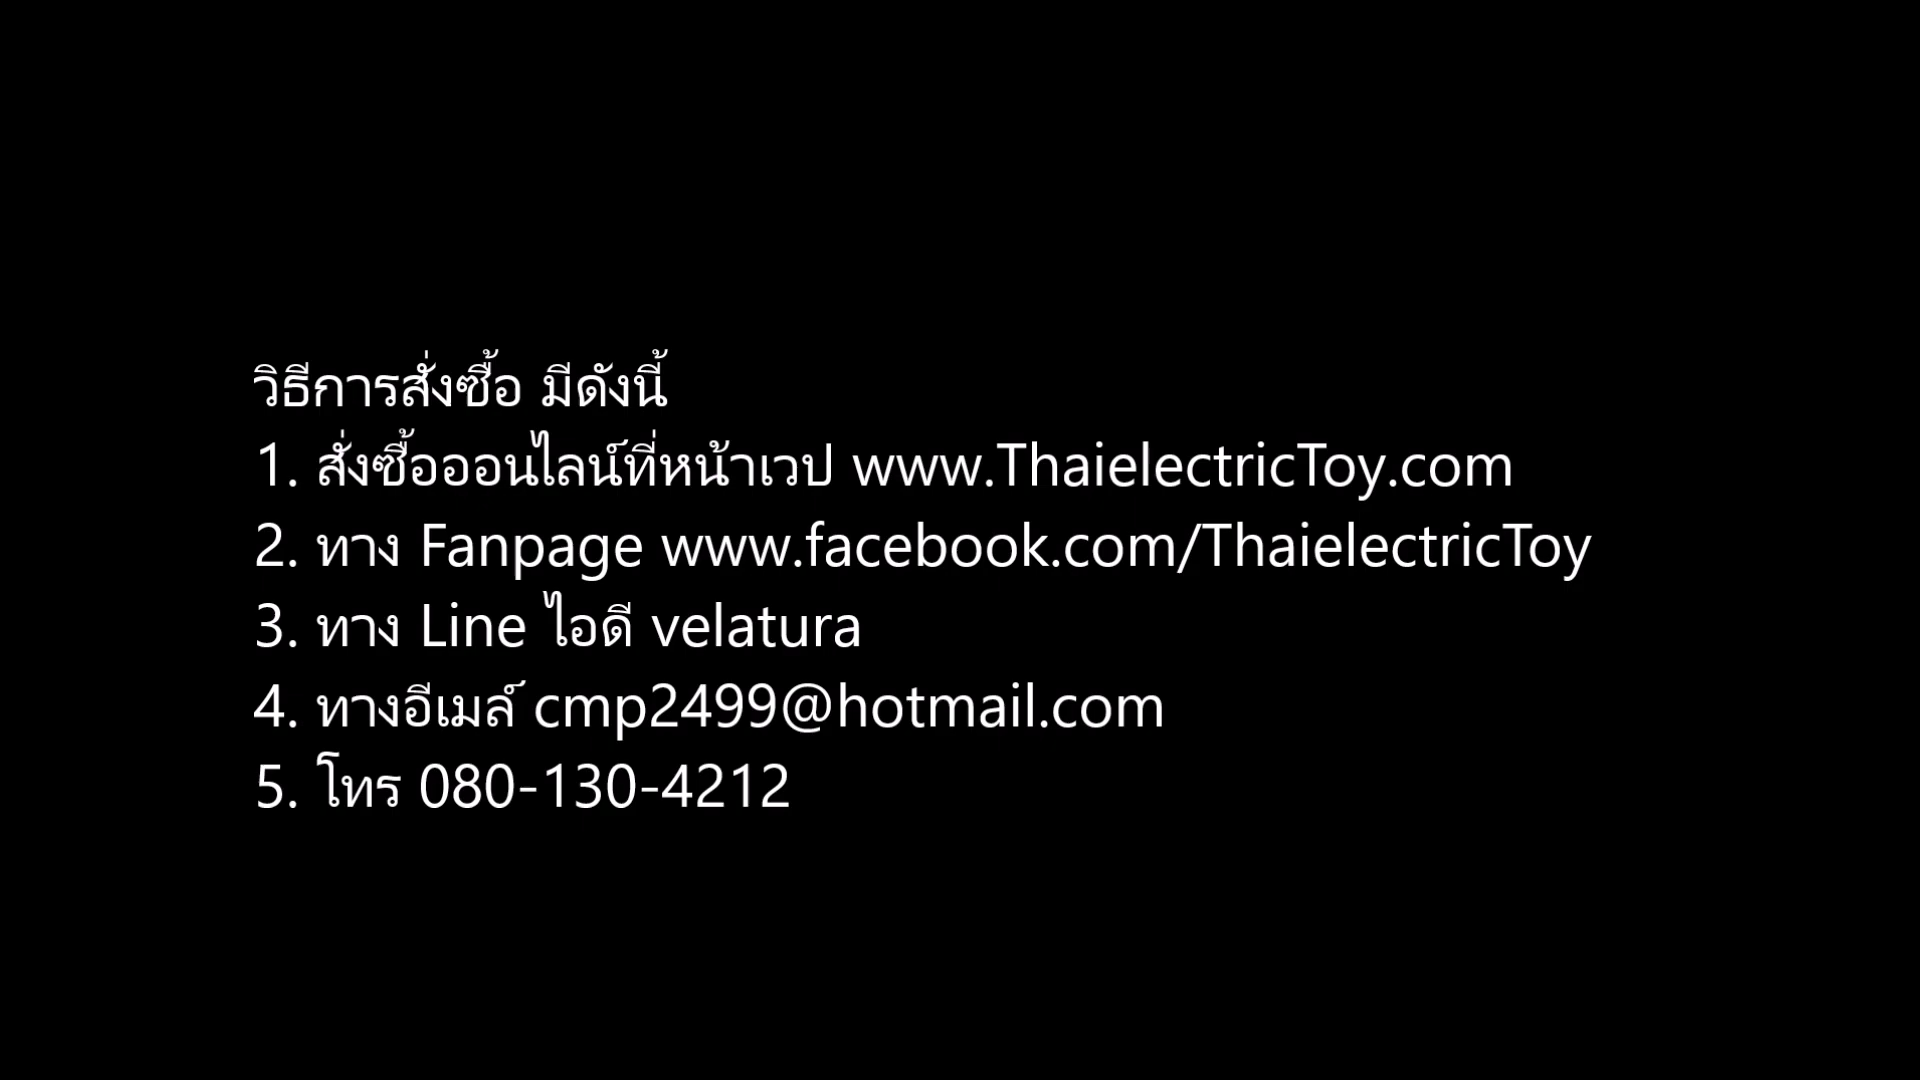 วิธีการสั่งซื้อ มีดังนี้
1. สั่งซื้อออนไลน์ที่หน้าเวป www.ThaielectricToy.com
2. ทาง Fanpage www.facebook.com/ThaielectricToy
3. ทาง Line ไอดี velatura
4. ทางอีเมล์ cmp2499@hotmail.com
5. โทร 080-130-4212